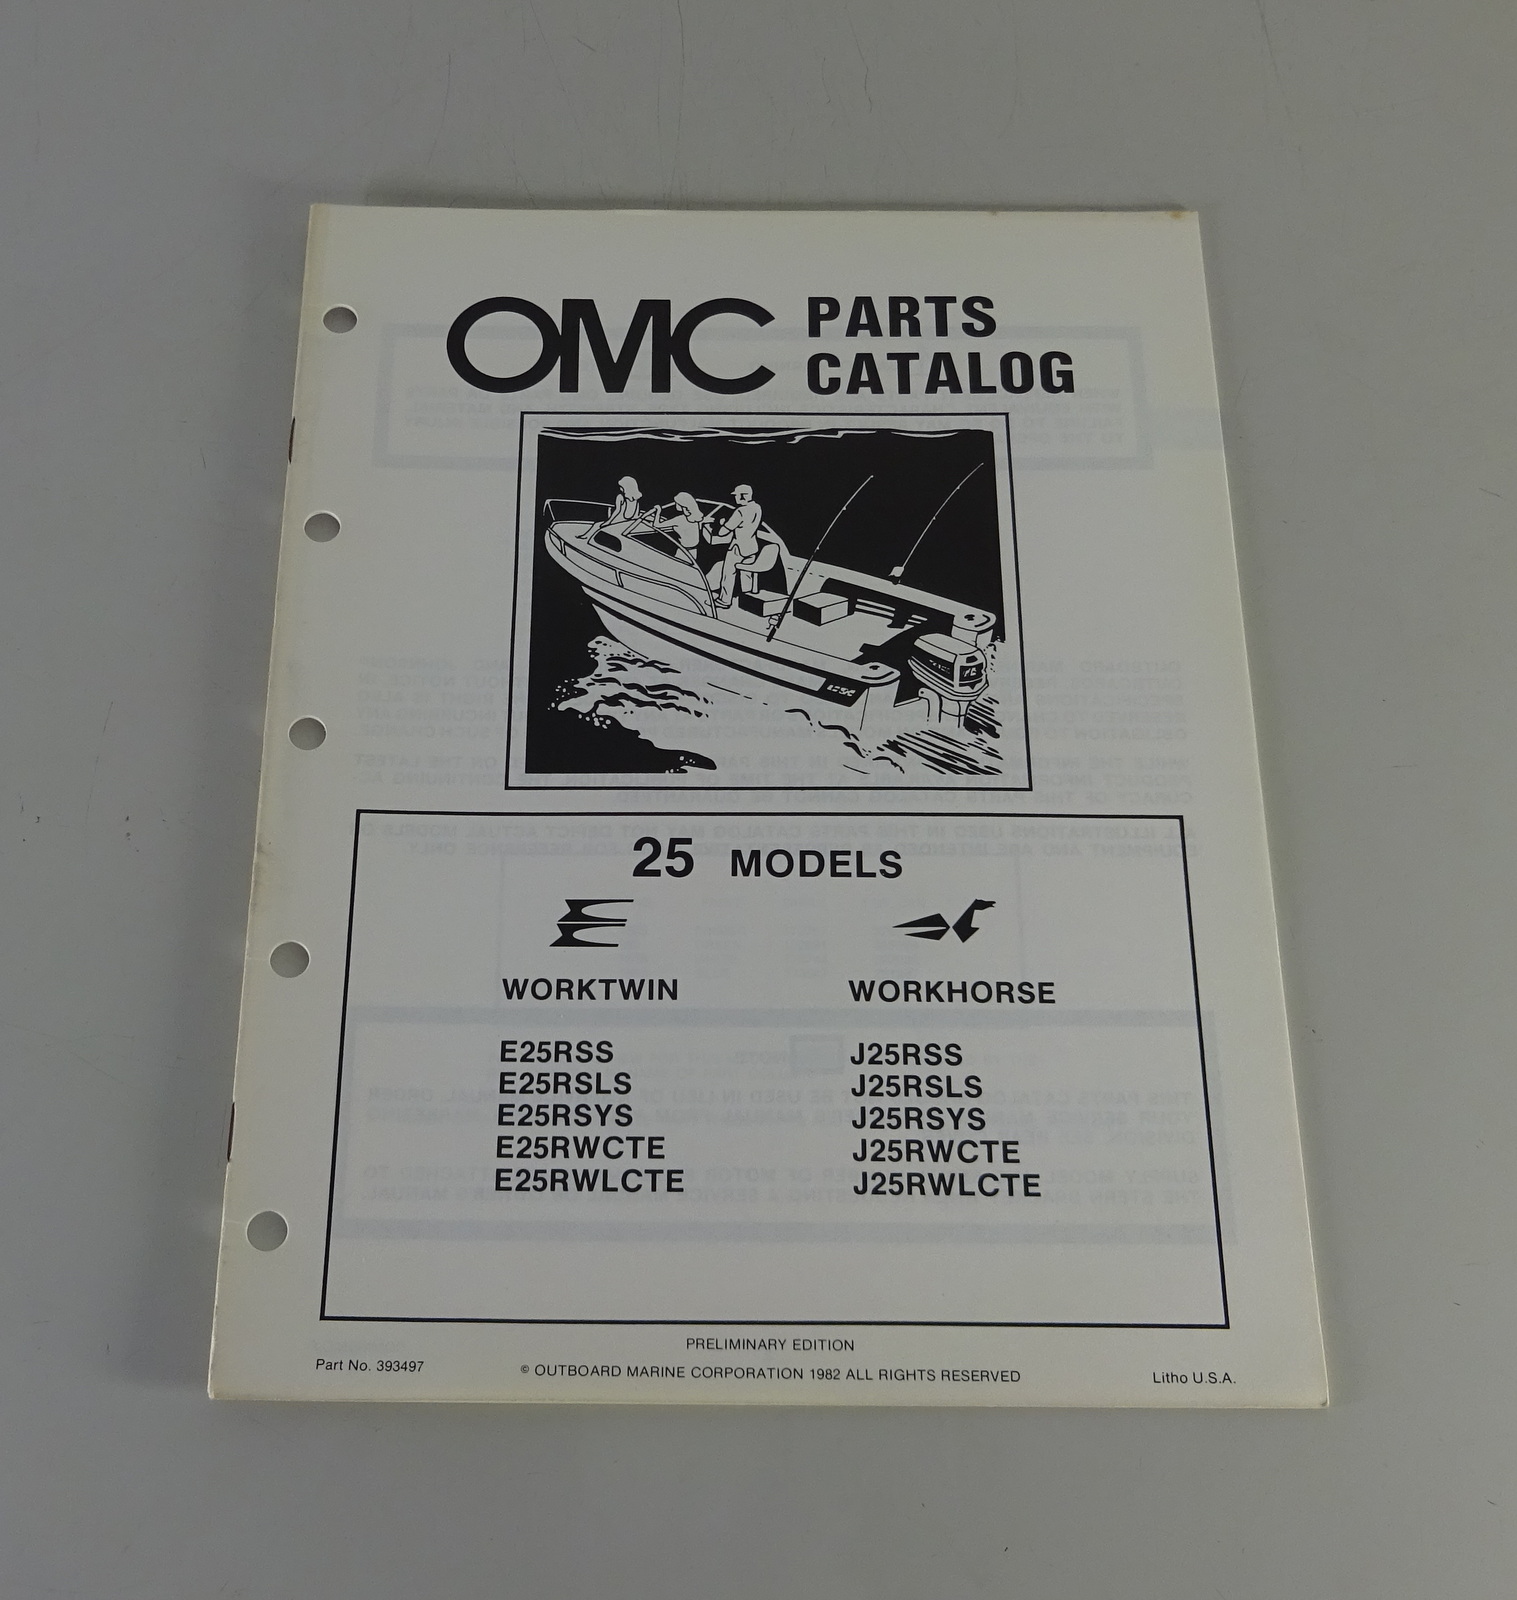 OMC PARTS
CATALOG
25 MODELS
WORKTWIN
E25RSS
E25RSLS
E25RSYS
E25RWCTE
E25RWLCTE
WORKHORSE
J25RSS
J25RSLS
J25RSYS
J25RWCTE
J25RWLCTE
PRELIMINARY EDITION
Part No. 393497
© OUTBOARD MARINE CORPORATION 1982 ALL RIGHTS RESERVED
Litho U.S.A.